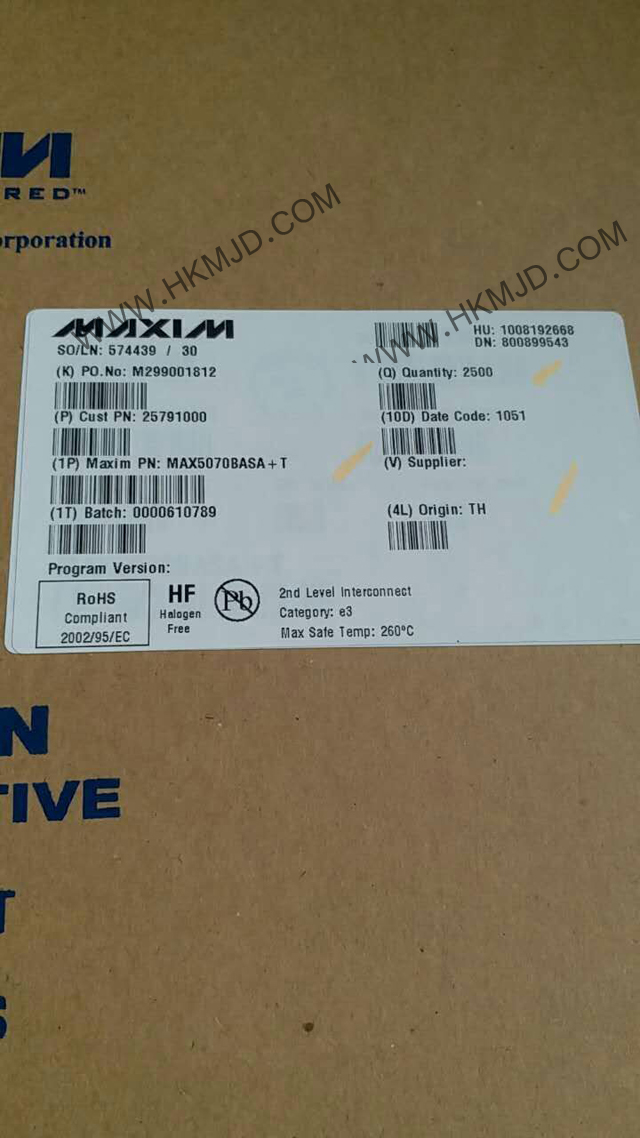 RED™
rporation
WWW.HKMJD.COM
WWW.HKMJD.COM
MAXIM
SO/LN: 574439 / 30
HU: 1008192668
DN: 800899543
(K) PO.No: M299001812
(Q) Quantity: 2500
(P) Cust PN: 25791000
(10D) Date Code: 1051
(1P) Maxim PN: MAX5070BASA+T
(V) Supplier:
(1T) Batch: 0000610789
(4L) Origin: TH
Program Version:
RoHS
Compliant
2002/95/EC
HF
Halogen
Free
Pb
2nd Level Interconnect
Category: e3
Max Safe Temp: 260°C
N
TIVE
T
S